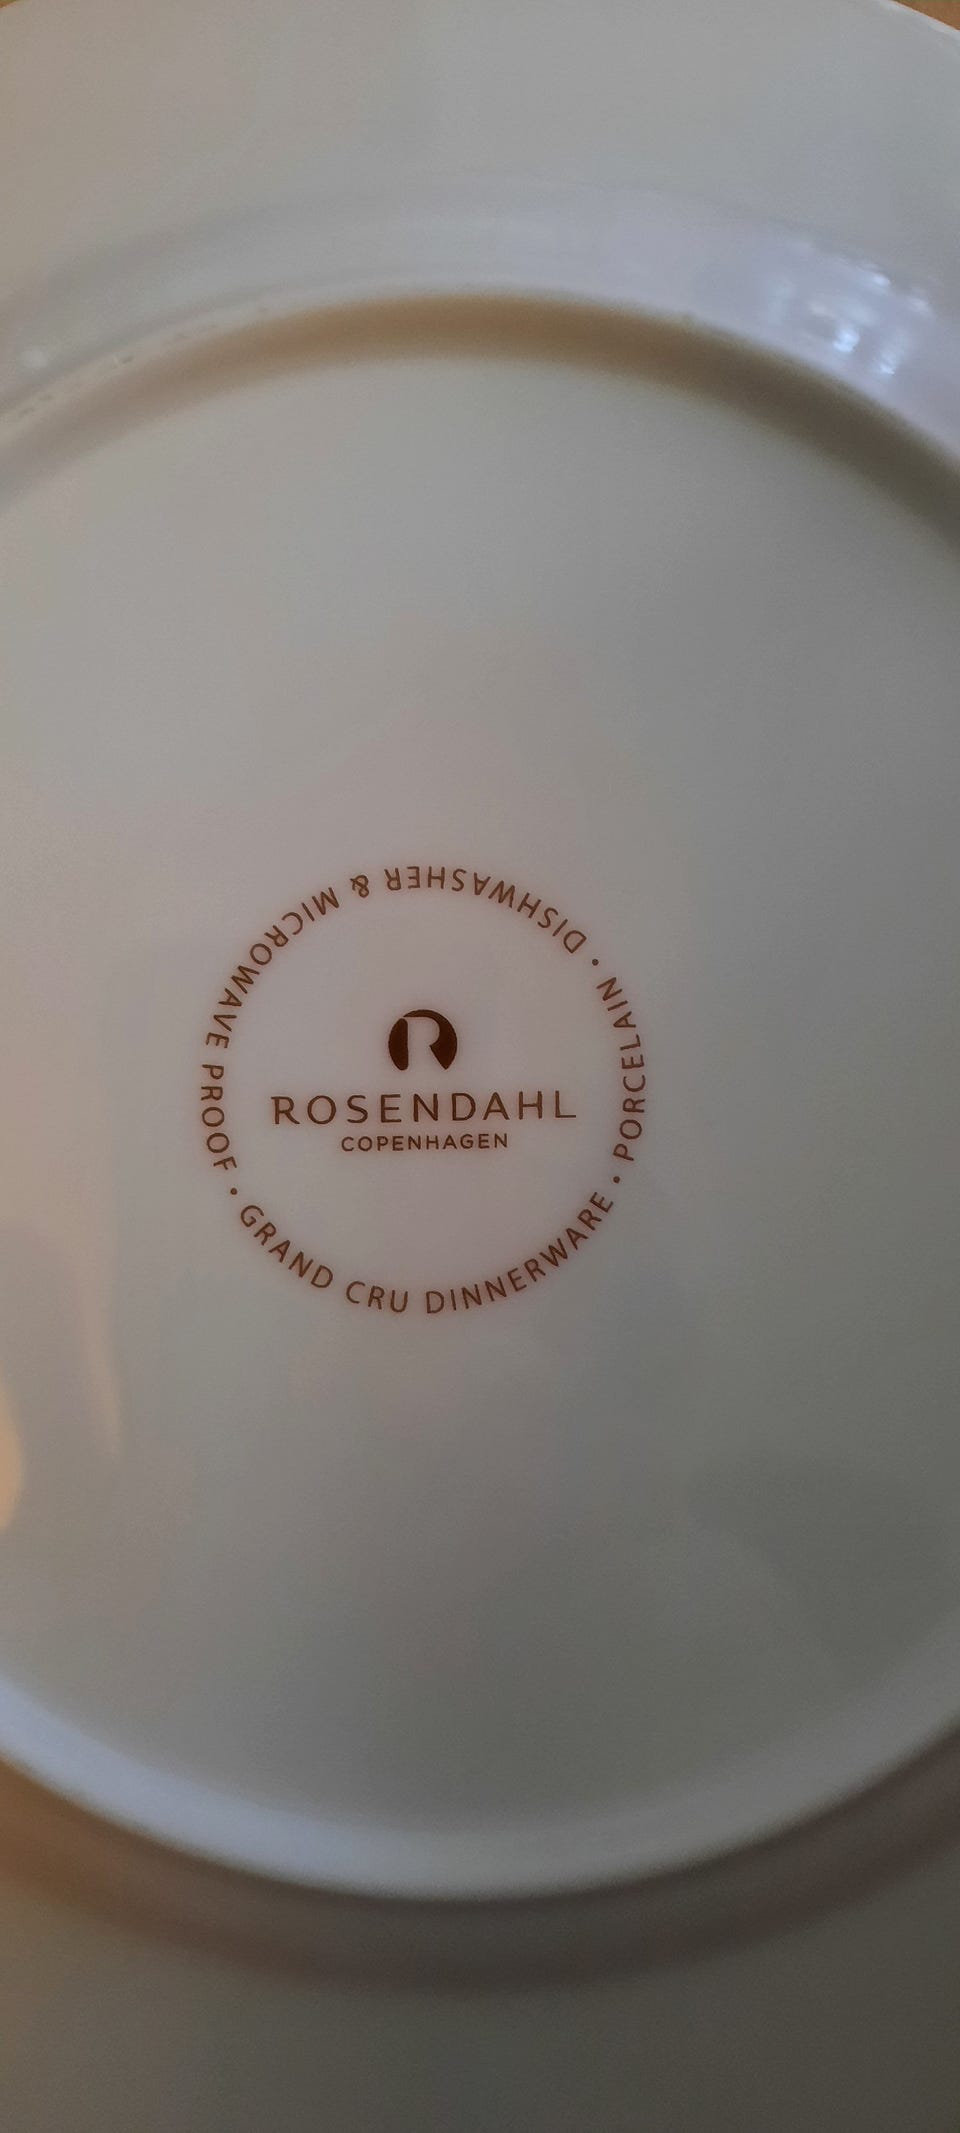 R
ROSENDAHL
COPENHAGEN
GRAND CRU DINNERWARE • PORCELAIN • DISHWASHER & MICROWAVE PROOF •